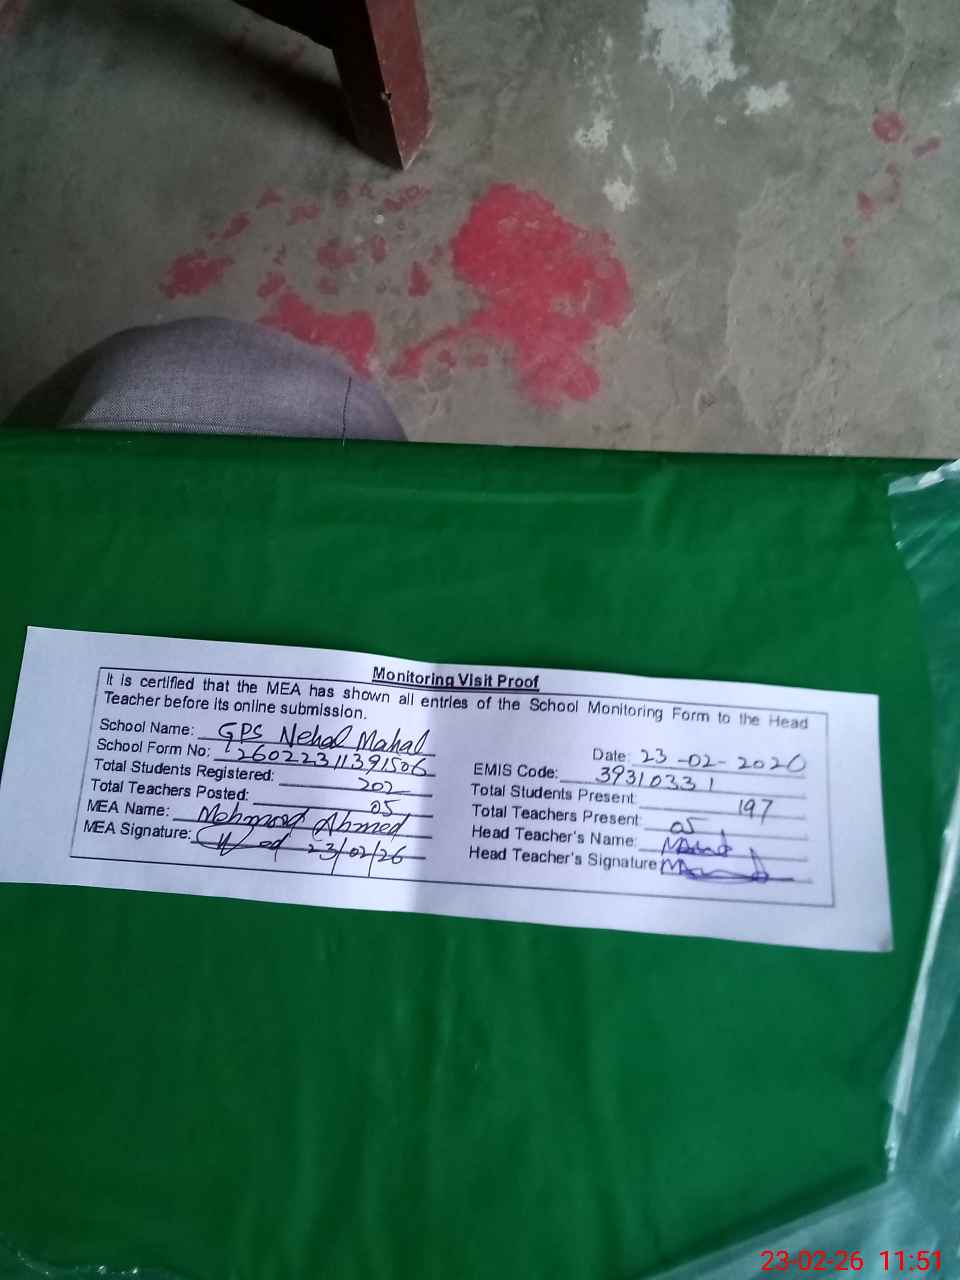 Monitoring Visit Proof
It is certified that the MEA has shown all entries of the School Monitoring Form to the Head
Teacher before its online submission.
School Name: GPS Nehal Mahal
Date: 23-02-2026
School Form No: 26022311391506
EMIS Code: 39310331
Total Students Registered: 202
Total Students Present: 197
Total Teachers Posted: 05
Total Teachers Present: 05
MEA Name: Mehmood Ahmed
Head Teacher's Name:
MEA Signature: 23/02/26
Head Teacher's Signature
23-02-26 11:51